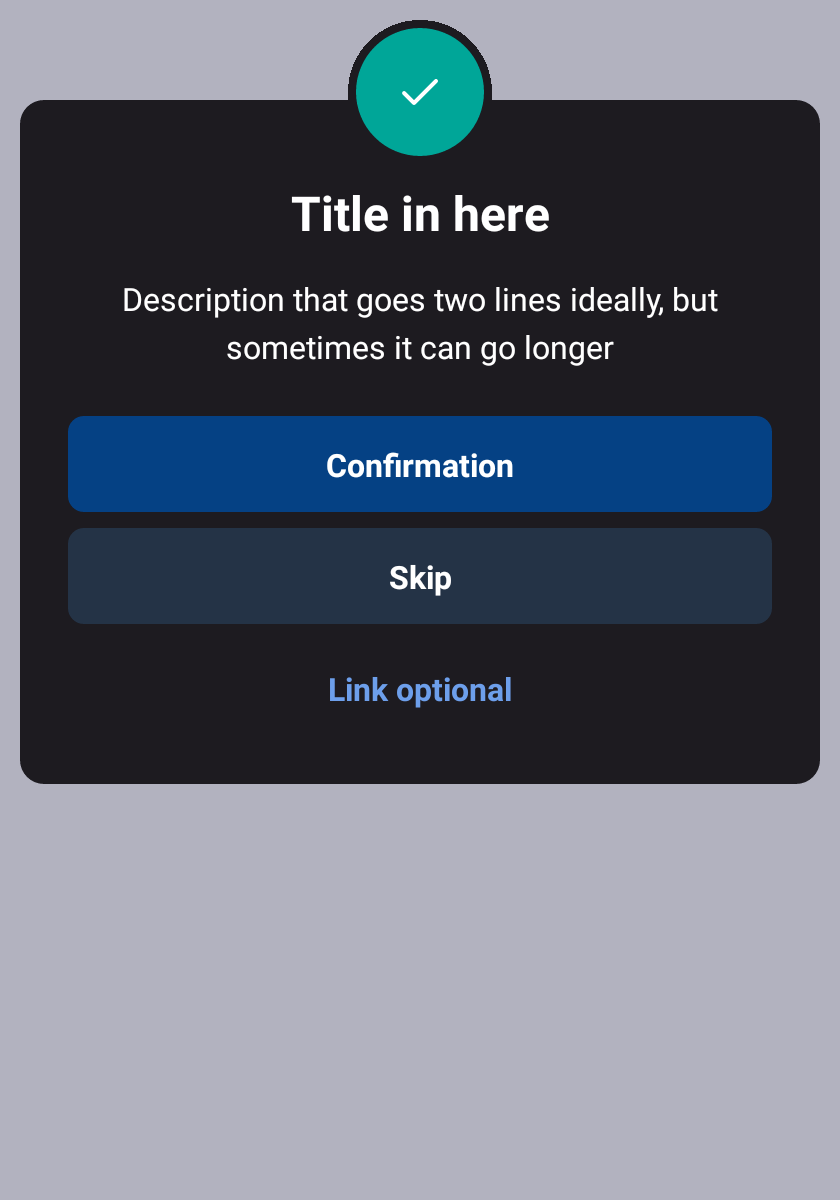 Title in here
Description that goes two lines ideally, but
sometimes it can go longer
Confirmation
Skip
Link optional